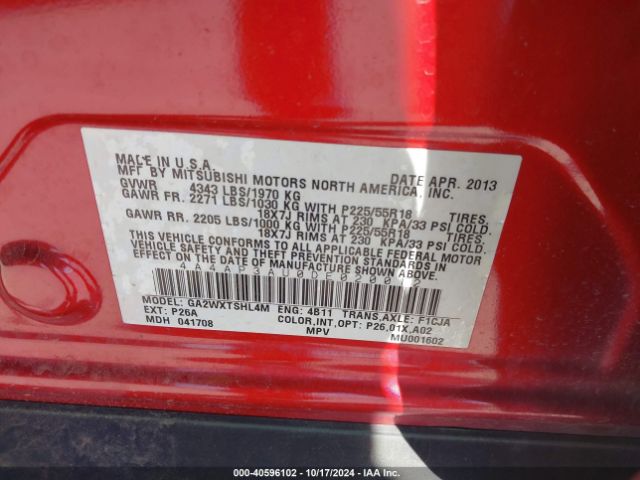 MADE IN U.S.A. DATE APR. 2013
MFT BY MITSUBISHI MOTORS NORTH AMERICA, INC.
GVWR 4343 LBS/1970 KG
GAWR FR. 2271 LBS/1030 KG WITH P225/55R18 TIRES,
18X7J RIMS AT 230 KPA/33 PSI COLD.
GAWR RR. 2205 LBS/1000 KG WITH P225/55R18 TIRES,
18X7J RIMS AT 230 KPA/33 PSI COLD.
THIS VEHICLE CONFORMS TO ALL APPLICABLE FEDERAL MOTOR
VEHICLE SAFETY AND THEFT PREVENTION STANDARDS IN
EFFECT ON THE DATE OF MANUFACTURE SHOWN ABOVE.
MODEL: GA2WXTSHL4M ENG: 4B11 TRANS,AXLE: F1CJA
EXT: P26A COLOR,INT,OPT: P26,01X,A02
MDH 041708 MPV MU001602
000-40596102 - 10/17/2024 - IAA Inc.